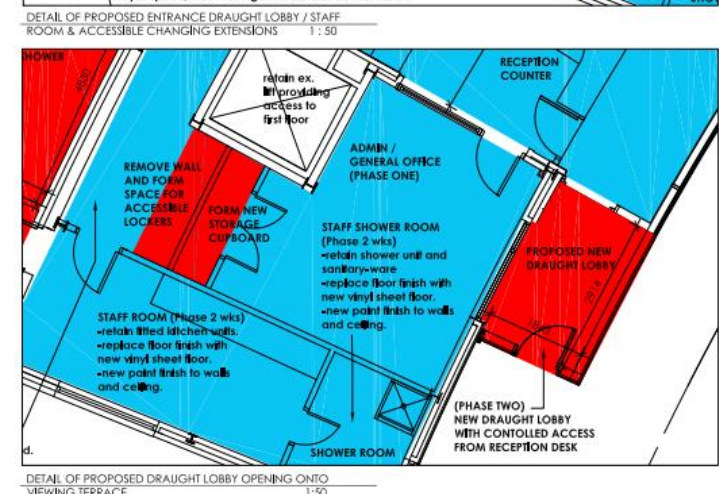 DETAIL OF PROPOSED ENTRANCE DRAUGHT LOBBY / STAFF
ROOM & ACCESSIBLE CHANGING EXTENSIONS 1 : 50
SHOWER
4530
retain ex.
lift providing
access to
first floor
RECEPTION
COUNTER
REMOVE WALL
AND FORM
SPACE FOR
ACCESSIBLE
LOCKERS
FORM NEW
STORAGE
CUPBOARD
ADMIN /
GENERAL OFFICE
(PHASE ONE)
STAFF SHOWER ROOM
(Phase 2 wks)
-retain shower unit and
sanitary-ware
-replace floor finish with
new vinyl sheet floor.
-new paint finish to walls
and ceiling.
PROPOSED NEW
DRAUGHT LOBBY
2914
STAFF ROOM (Phase 2 wks)
-retain fitted kitchen units.
-replace floor finish with
new vinyl sheet floor.
-new paint finish to walls
and ceiling.
(PHASE TWO)
NEW DRAUGHT LOBBY
WITH CONTOLLED ACCESS
FROM RECEPTION DESK
d.
SHOWER ROOM
DETAIL OF PROPOSED DRAUGHT LOBBY OPENING ONTO
VIEWING TERRACE 1:50